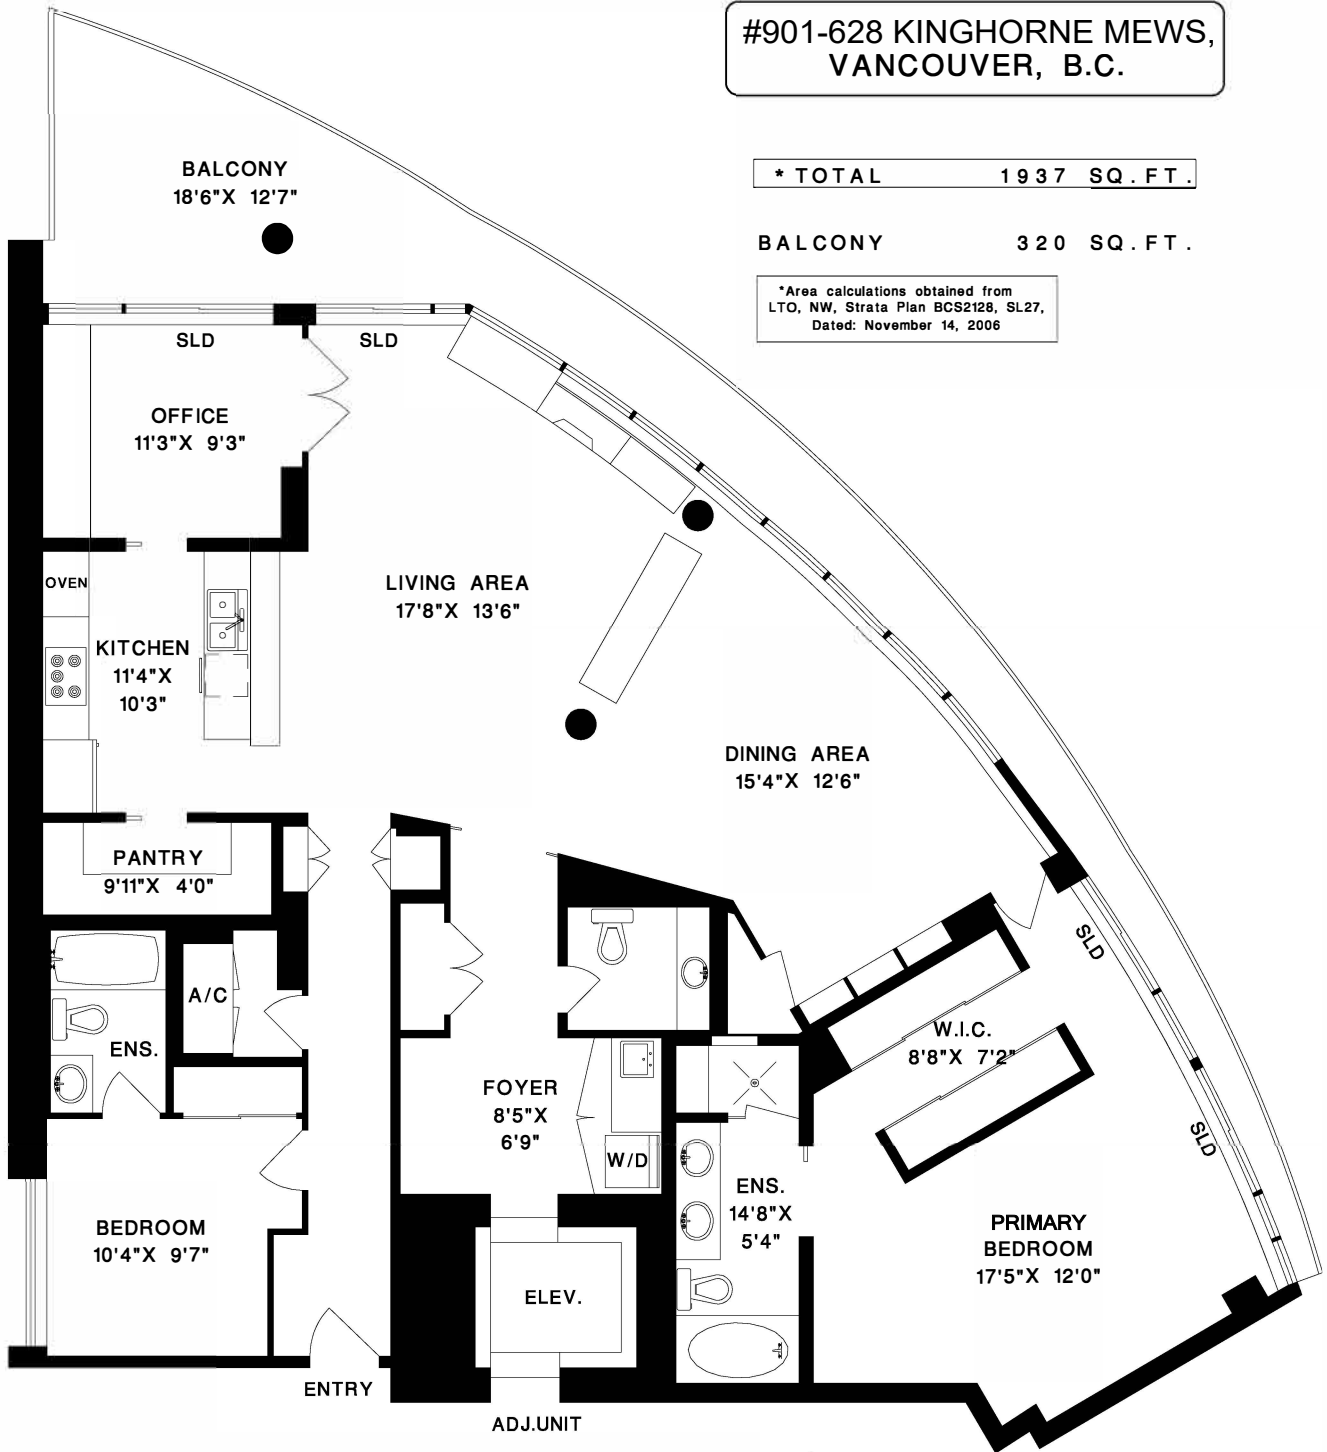 #901-628 KINGHORNE MEWS,
VANCOUVER, B.C.
* TOTAL 1937 SQ.FT.
BALCONY 320 SQ.FT.
*Area calculations obtained from
LTO, NW, Strata Plan BCS2128, SL27,
Dated: November 14, 2006
BALCONY
18'6"X 12'7"
SLD
SLD
OFFICE
11'3"X 9'3"
OVEN
LIVING AREA
17'8"X 13'6"
KITCHEN
11'4"X
10'3"
DINING AREA
15'4"X 12'6"
PANTRY
9'11"X 4'0"
SLD
A/C
ENS.
W.I.C.
8'8"X 7'2"
FOYER
8'5"X
6'9"
SLD
W/D
ENS.
14'8"X
5'4"
BEDROOM
10'4"X 9'7"
PRIMARY
BEDROOM
17'5"X 12'0"
ELEV.
ENTRY
ADJ.UNIT